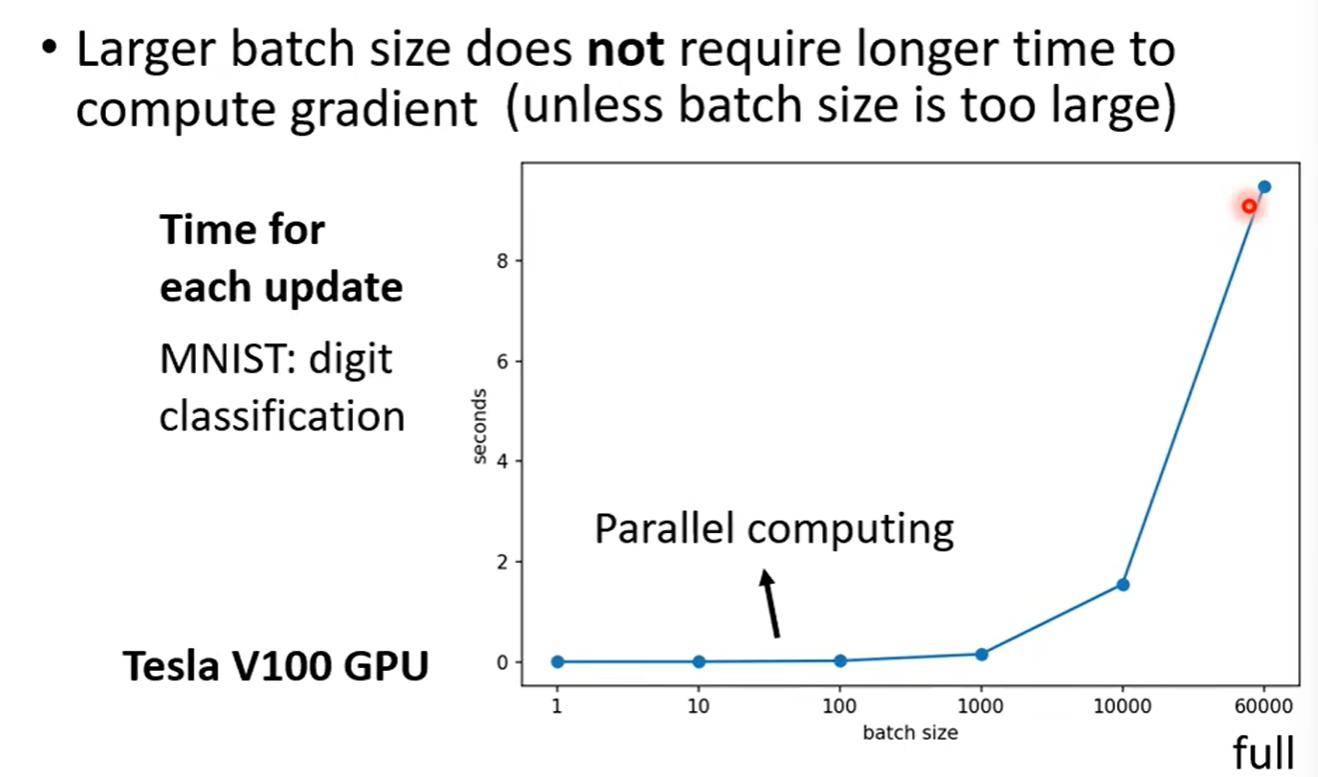 • Larger batch size does not require longer time to
compute gradient (unless batch size is too large)
Time for
each update
MNIST: digit
classification
Tesla V100 GPU
seconds
8
6
4
2
0
Parallel computing
1 10 100 1000 10000 60000
batch size
full